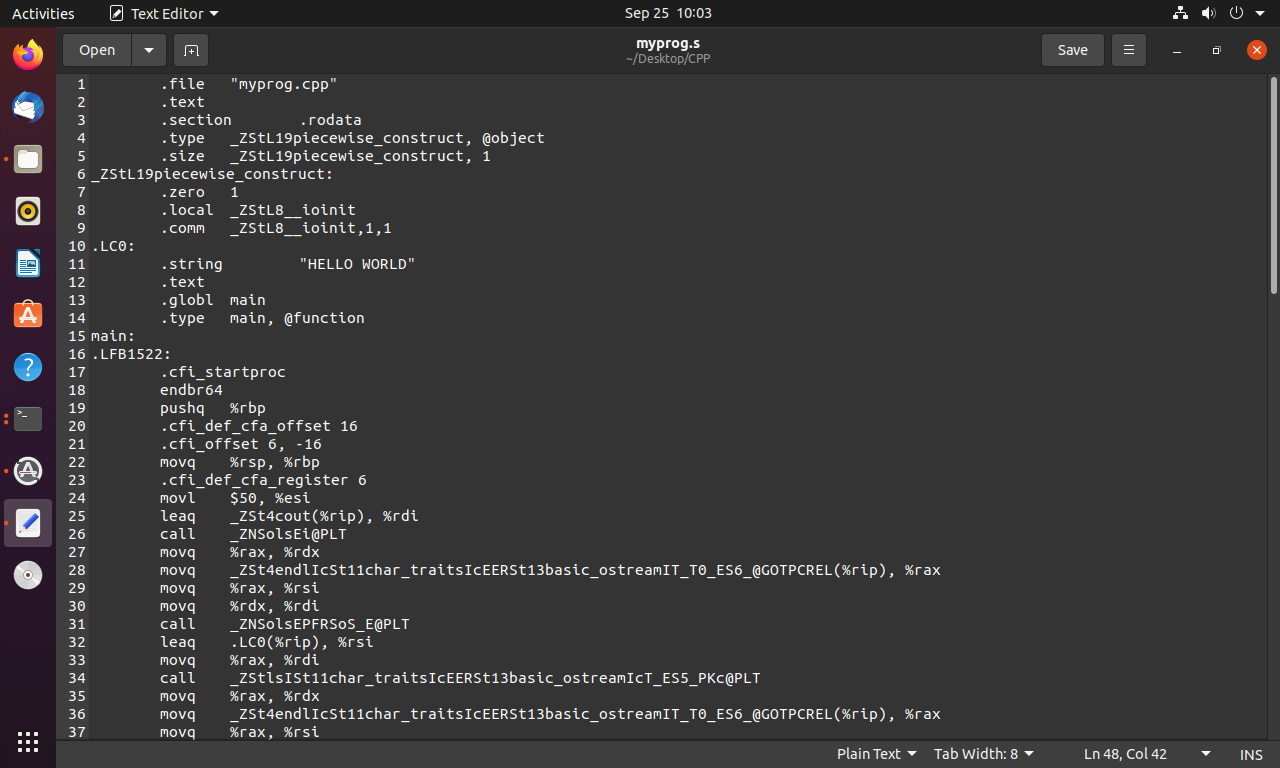 Activities Text Editor Sep 25 10:03
Open myprog.s Save
~/Desktop/CPP
1 .file "myprog.cpp"
2 .text
3 .section .rodata
4 .type _ZStL19piecewise_construct, @object
5 .size _ZStL19piecewise_construct, 1
6 _ZStL19piecewise_construct:
7 .zero 1
8 .local _ZStL8__ioinit
9 .comm _ZStL8__ioinit,1,1
10 .LC0:
11 .string "HELLO WORLD"
12 .text
13 .globl main
14 .type main, @function
15 main:
16 .LFB1522:
17 .cfi_startproc
18 endbr64
19 pushq %rbp
20 .cfi_def_cfa_offset 16
21 .cfi_offset 6, -16
22 movq %rsp, %rbp
23 .cfi_def_cfa_register 6
24 movl $50, %esi
25 leaq _ZSt4cout(%rip), %rdi
26 call _ZNSolsEi@PLT
27 movq %rax, %rdx
28 movq _ZSt4endlIcSt11char_traitsIcEERSt13basic_ostreamIT_T0_ES6_@GOTPCREL(%rip), %rax
29 movq %rax, %rsi
30 movq %rdx, %rdi
31 call _ZNSolsEPFRSoS_E@PLT
32 leaq .LC0(%rip), %rsi
33 movq %rax, %rdi
34 call _ZStlsISt11char_traitsIcEERSt13basic_ostreamIcT_ES5_PKc@PLT
35 movq %rax, %rdx
36 movq _ZSt4endlIcSt11char_traitsIcEERSt13basic_ostreamIT_T0_ES6_@GOTPCREL(%rip), %rax
37 movq %rax, %rsi
Plain Text Tab Width: 8 Ln 48, Col 42 INS